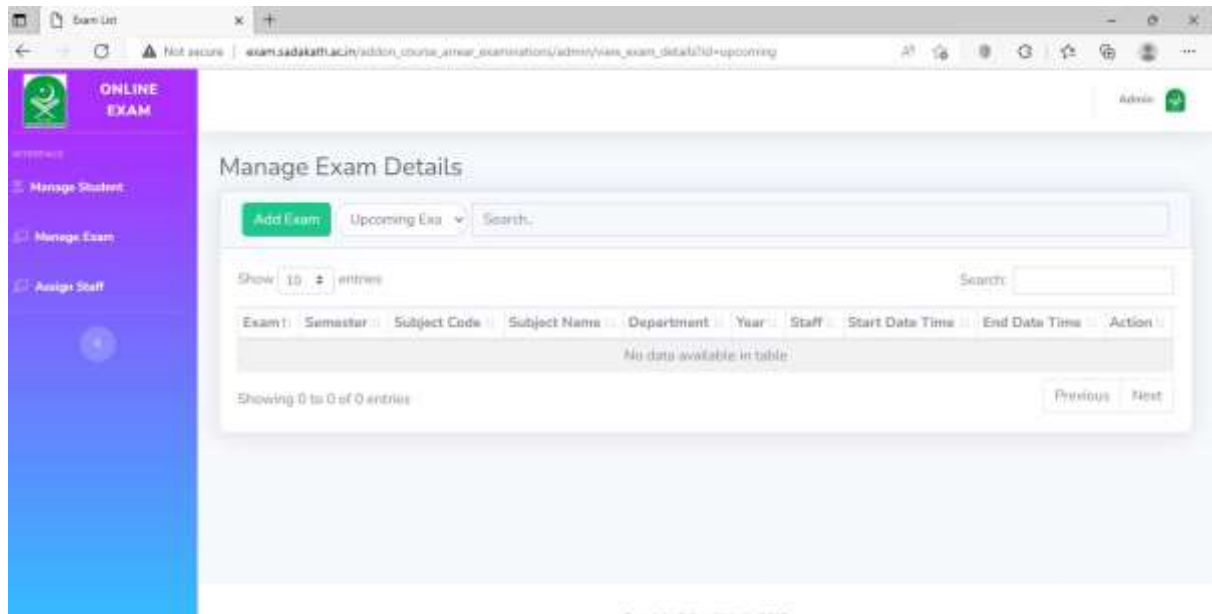 Exam List
Not secure | exam.sadakath.ac.in/addon_course_arrear_examinations/admin/view_exam_details?id=upcoming
ONLINE
EXAM
Admin
INTERFACE
Manage Student
Manage Exam
Assign Staff
Manage Exam Details
Add Exam Upcoming Exa Search..
Show 10 entries Search:
Exam Semester Subject Code Subject Name Department Year Staff Start Date Time End Date Time Action
No data available in table
Showing 0 to 0 of 0 entries Previous Next